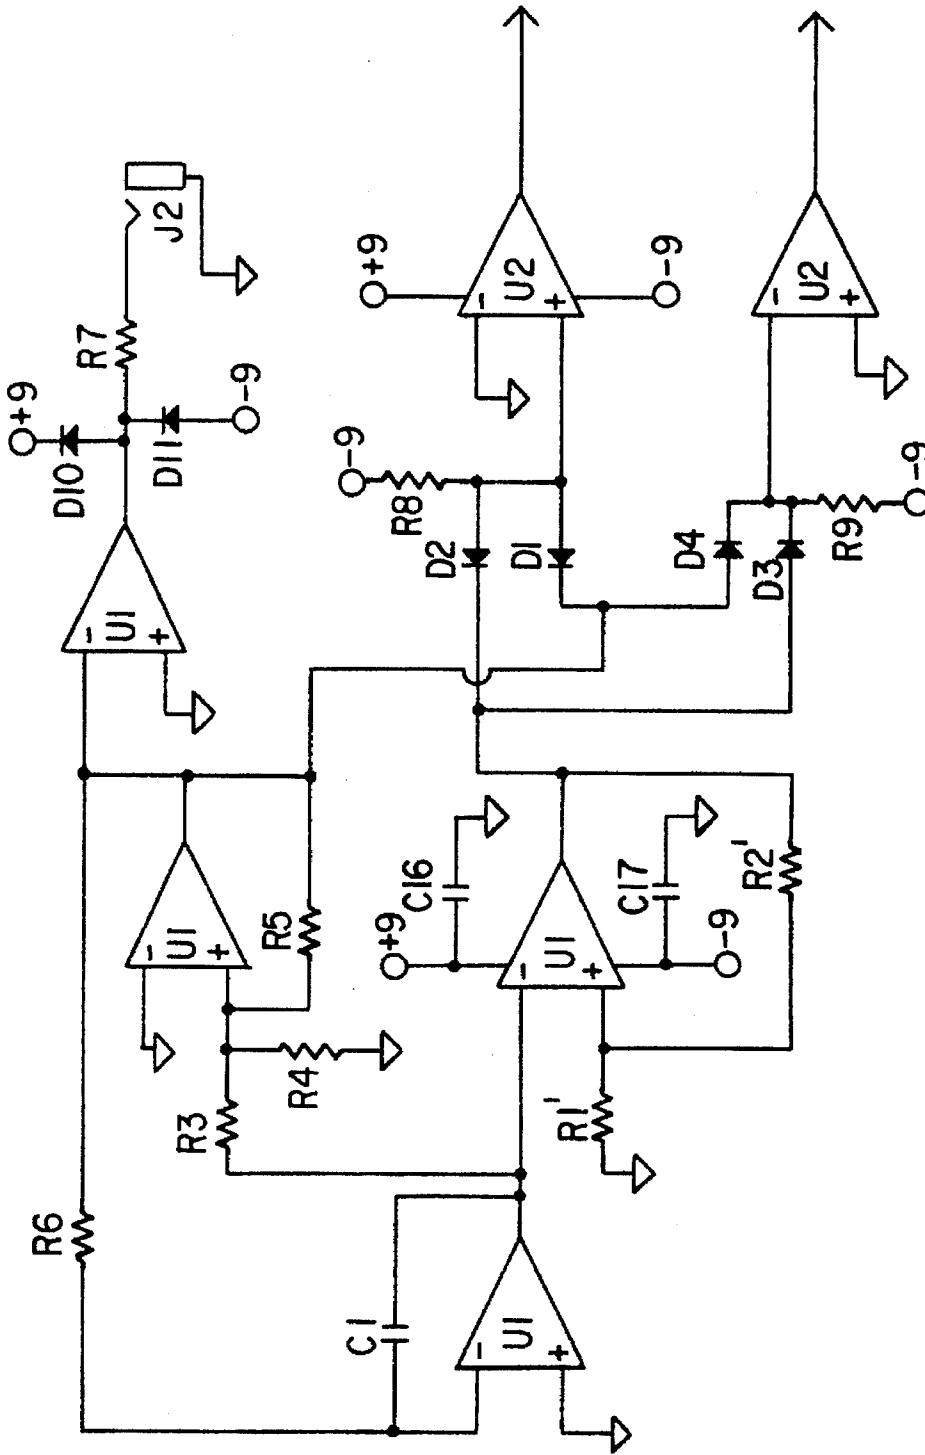 +9
-9
D10
D11
R7
J2
U1
-
+
R6
U1
-
+
R5
R3
R4
C1
U1
-
+
+9
C16
U1
-
+
-9
C17
R1'
R2'
-9
R8
D2
D1
D4
D3
R9
-9
+9
U2
-
+
-9
U2
-
+